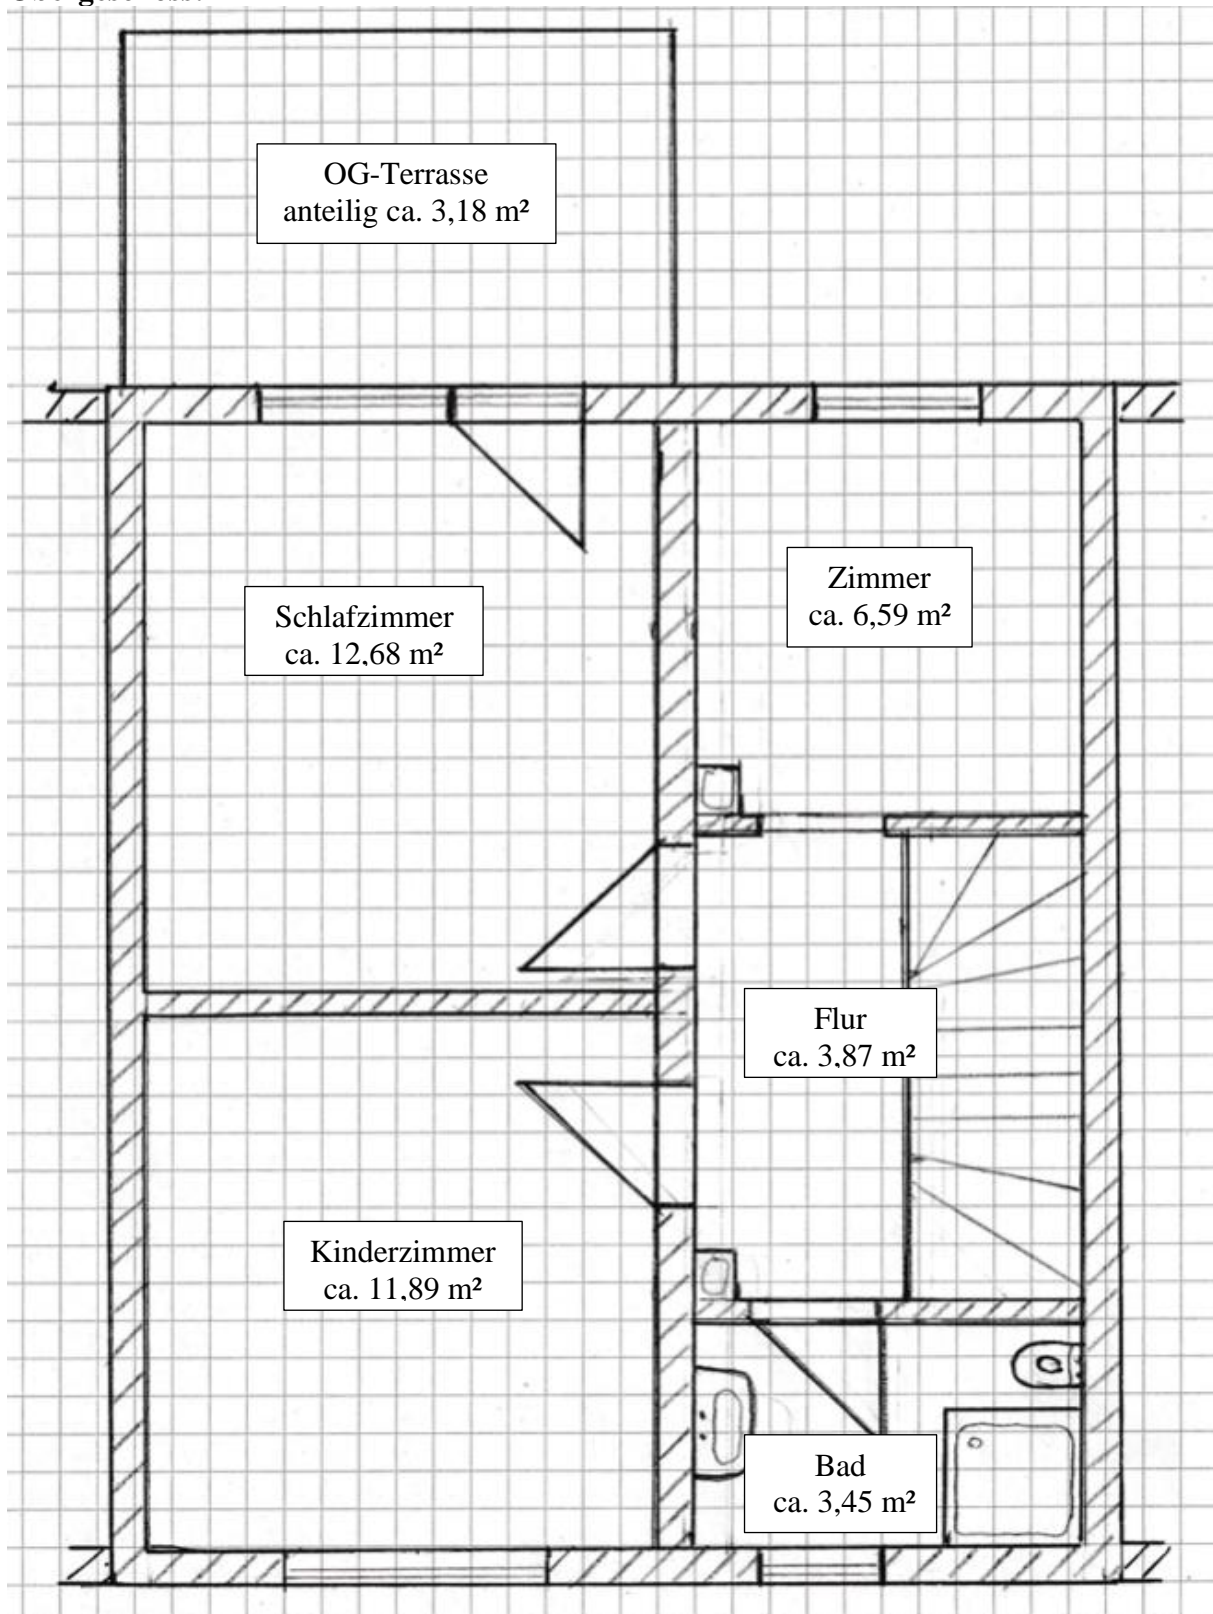 OG-Terrasse
anteilig ca. 3,18 m²
Schlafzimmer
ca. 12,68 m²
Zimmer
ca. 6,59 m²
Flur
ca. 3,87 m²
Kinderzimmer
ca. 11,89 m²
Bad
ca. 3,45 m²